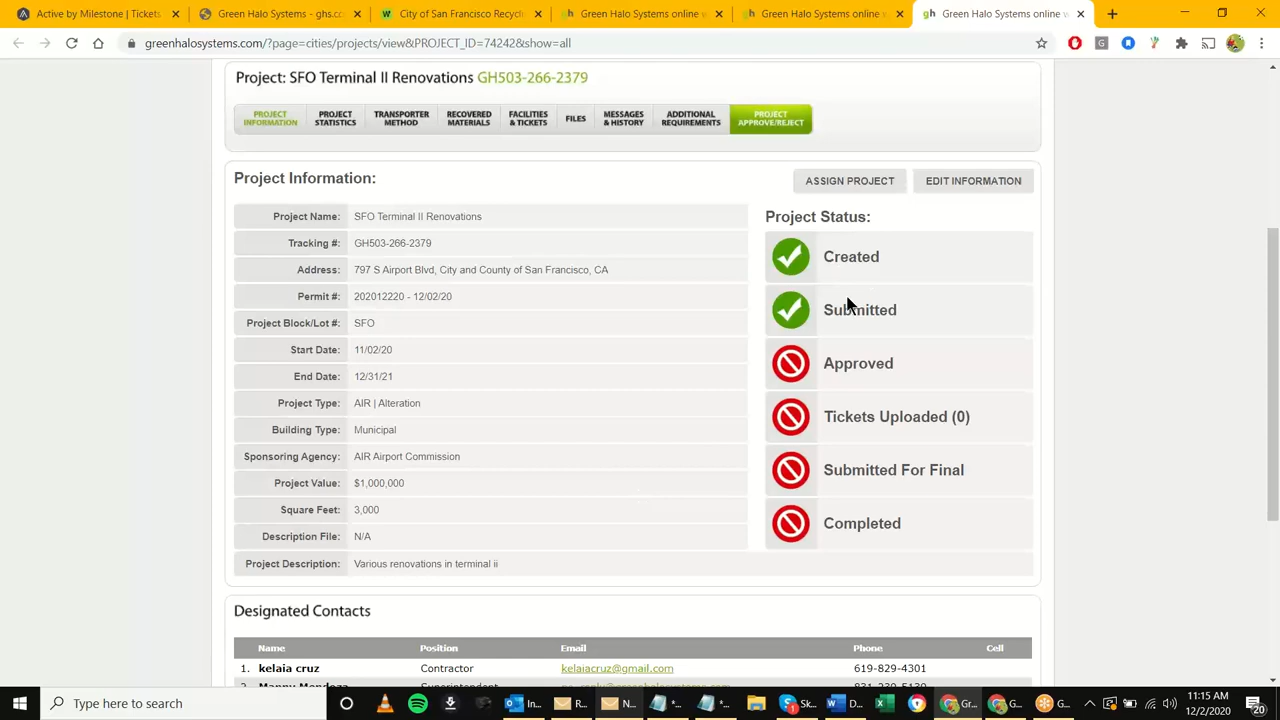 Active by Milestone | Tickets
Green Halo Systems - ghs.cc
City of San Francisco Recycl
Green Halo Systems online w
Green Halo Systems online w
Green Halo Systems online w
greenhalosystems.com/?page=cities/projects/view&PROJECT_ID=74242&show=all
Project: SFO Terminal II Renovations GH503-266-2379
PROJECT INFORMATION
PROJECT STATISTICS
TRANSPORTER METHOD
RECOVERED MATERIALS
FACILITIES & TICKETS
FILES
MESSAGES & HISTORY
ADDITIONAL REQUIREMENTS
PROJECT APPROVE/REJECT
Project Information:
ASSIGN PROJECT
EDIT INFORMATION
Project Name: SFO Terminal II Renovations
Tracking #: GH503-266-2379
Address: 797 S Airport Blvd, City and County of San Francisco, CA
Permit #: 202012220 - 12/02/20
Project Block/Lot #: SFO
Start Date: 11/02/20
End Date: 12/31/21
Project Type: AIR | Alteration
Building Type: Municipal
Sponsoring Agency: AIR Airport Commission
Project Value: $1,000,000
Square Feet: 3,000
Description File: N/A
Project Description: Various renovations in terminal ii
Project Status:
Created
Submitted
Approved
Tickets Uploaded (0)
Submitted For Final
Completed
Designated Contacts
Name Position Email Phone Cell
1. kelaia cruz Contractor kelaiacruz@gmail.com 619-829-4301
Type here to search
In...
R...
N...
"...
"...
Sk...
W...
Gr...
G...
G...
11:15 AM
12/2/2020
20